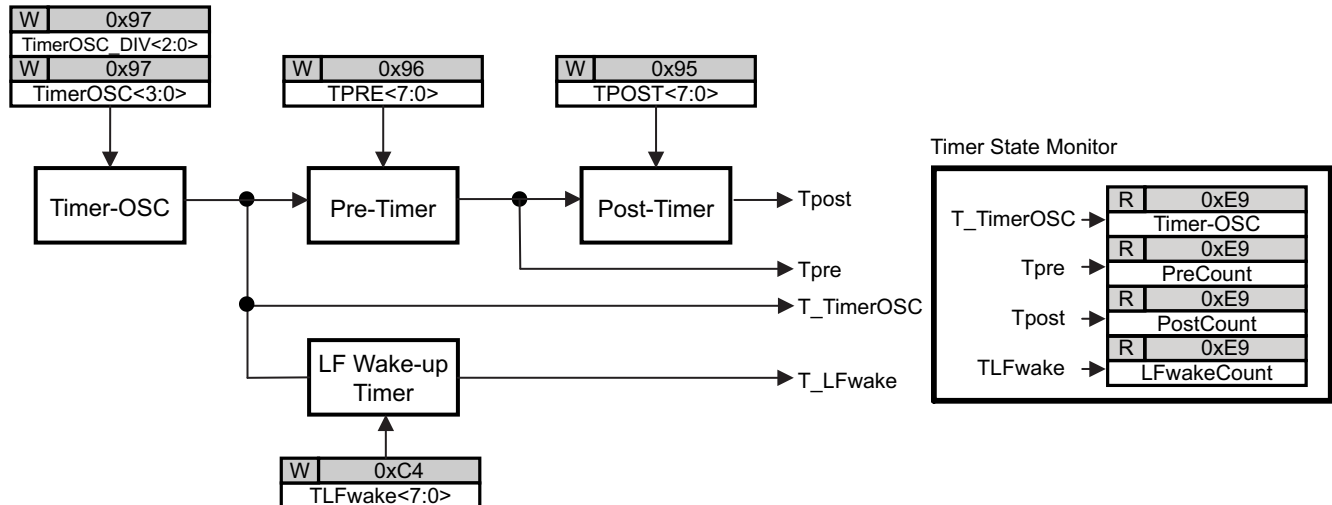 W 0x97
TimerOSC_DIV<2:0>
W 0x97
TimerOSC<3:0>
W 0x96
TPRE<7:0>
W 0x95
TPOST<7:0>
Timer-OSC
Pre-Timer
Post-Timer
Tpost
Tpre
T_TimerOSC
LF Wake-up
Timer
T_LFwake
W 0xC4
TLFwake<7:0>
Timer State Monitor
T_TimerOSC
R 0xE9
Timer-OSC
Tpre
R 0xE9
PreCount
Tpost
R 0xE9
PostCount
TLFwake
R 0xE9
LFwakeCount